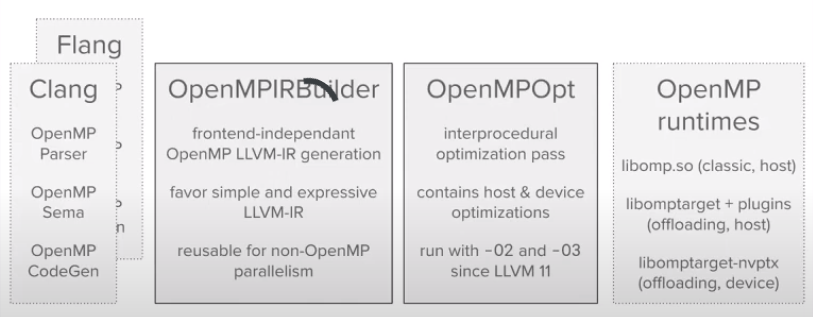 Flang
Clang
OpenMP
Parser
OpenMP
Sema
OpenMP
CodeGen
P
P
P
n
OpenMPIRBuilder
frontend-independant
OpenMP LLVM-IR generation
favor simple and expressive
LLVM-IR
reusable for non-OpenMP
parallelism
OpenMPOpt
interprocedural
optimization pass
contains host & device
optimizations
run with -O2 and -O3
since LLVM 11
OpenMP
runtimes
libomp.so (classic, host)
libomptarget + plugins
(offloading, host)
libomptarget-nvptx
(offloading, device)